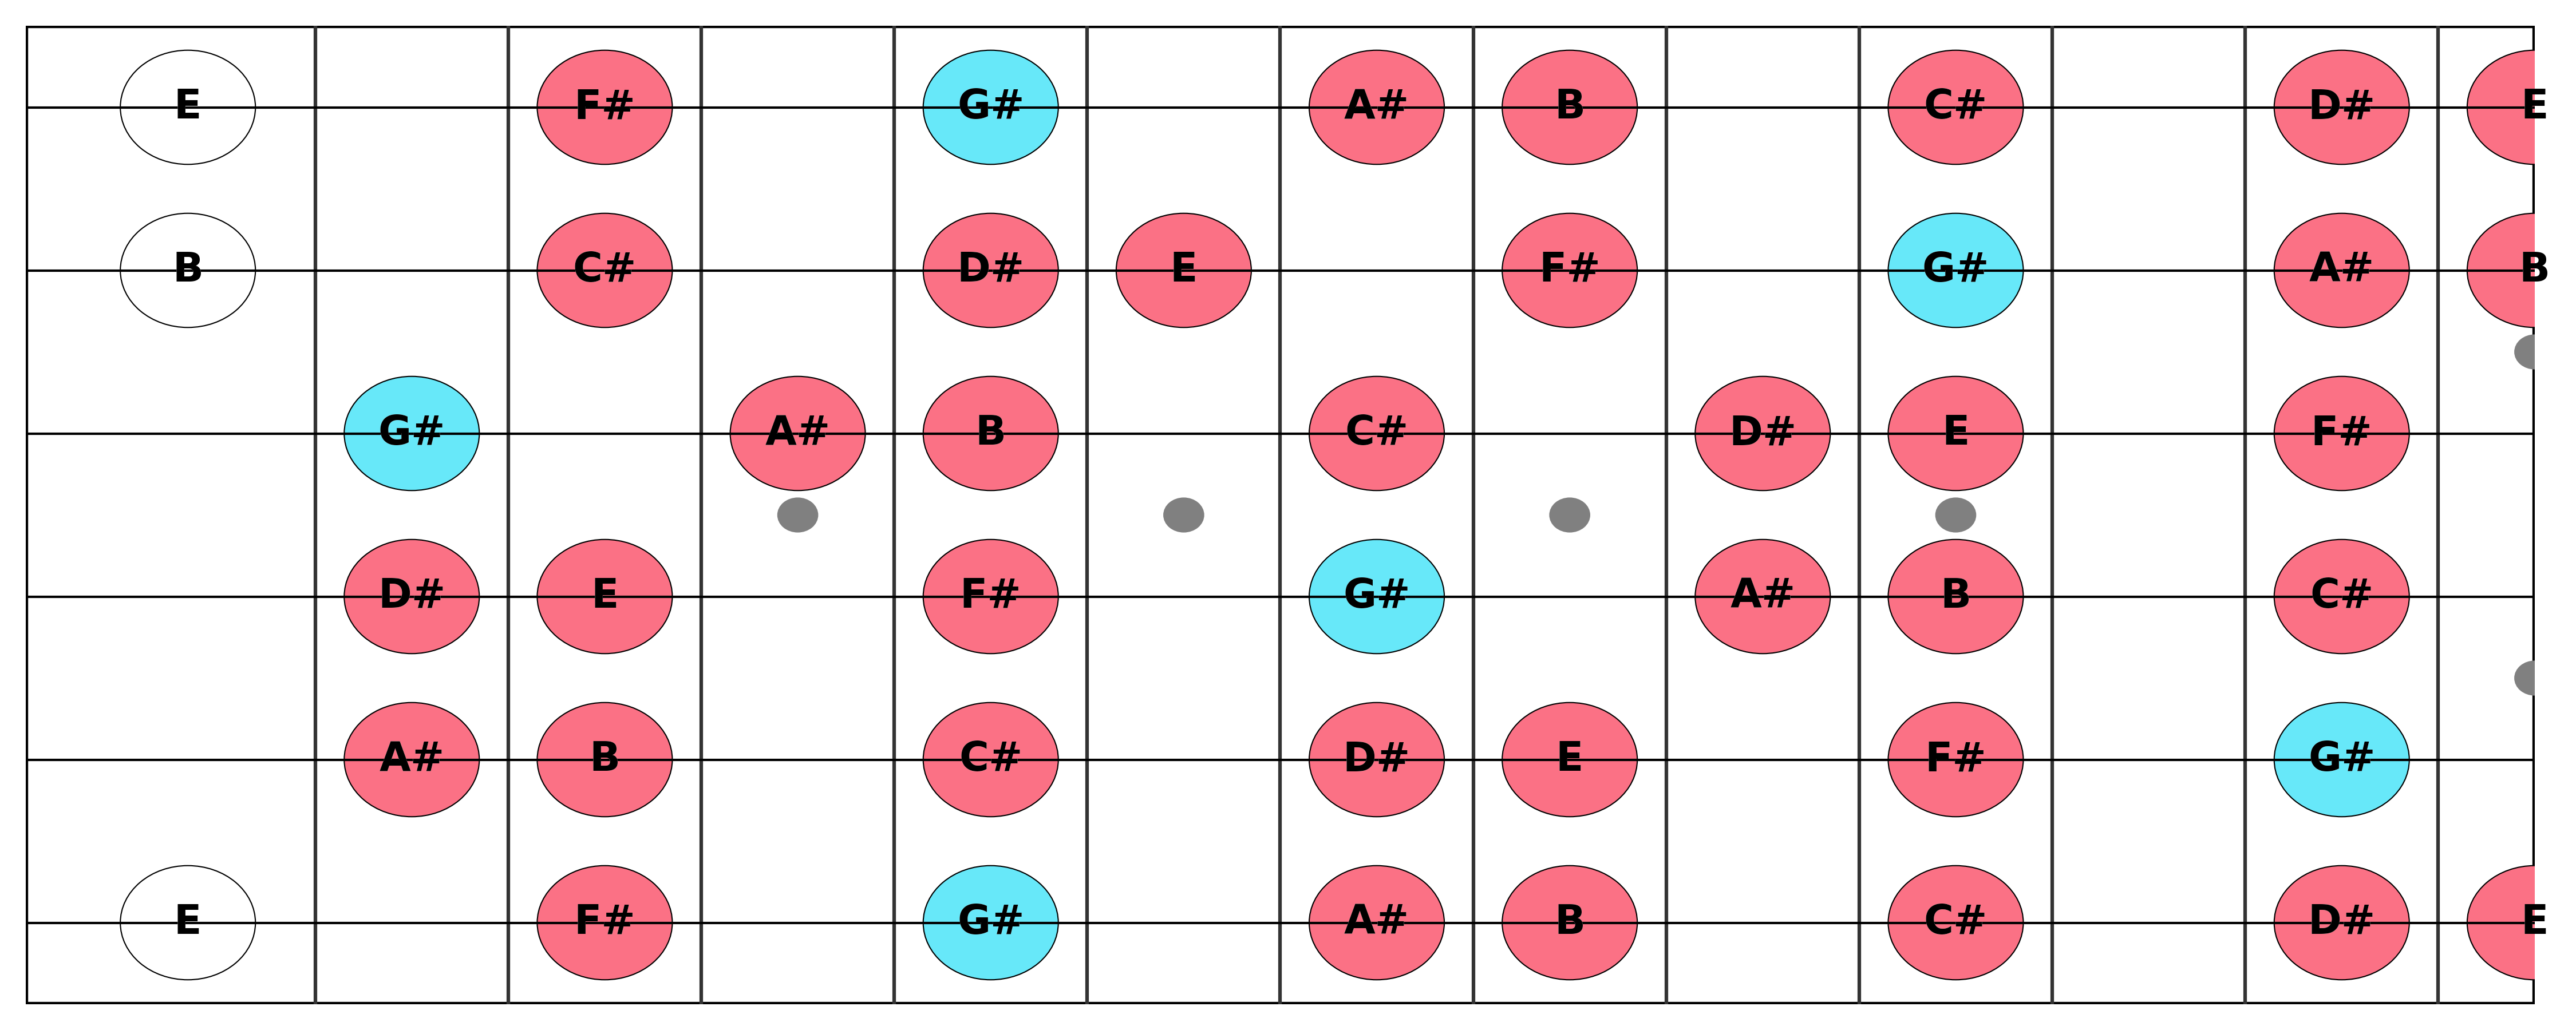 E F# G# A# B C# D# E
B C# D# E F# G# A# B
G# A# B C# D# E F#
D# E F# G# A# B C#
A# B C# D# E F# G#
E F# G# A# B C# D# E